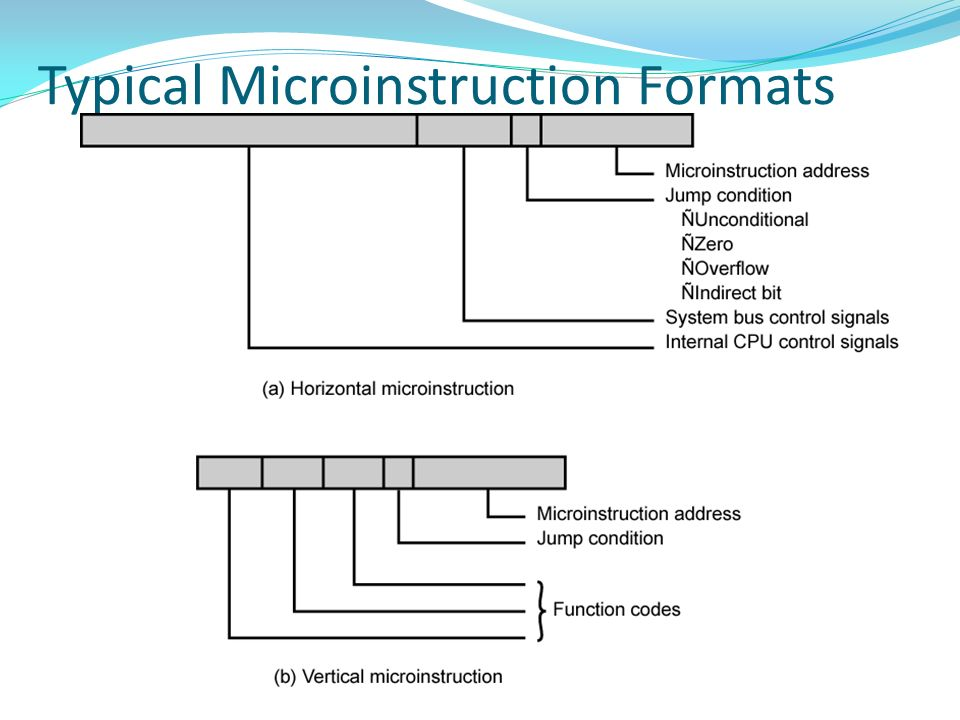 Typical Microinstruction Formats
Microinstruction address
Jump condition
ÑUnconditional
ÑZero
ÑOverflow
ÑIndirect bit
System bus control signals
Internal CPU control signals
(a) Horizontal microinstruction
Microinstruction address
Jump condition
Function codes
(b) Vertical microinstruction